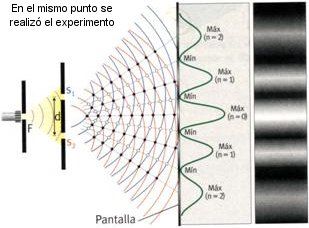 En el mismo punto se
realizó el experimento
Máx
(n=2)
Mín
S1
Máx
(n=1)
Mín
F
d
Máx
(n=0)
Mín
S2
Máx
(n=1)
Mín
Máx
(n=2)
Pantalla